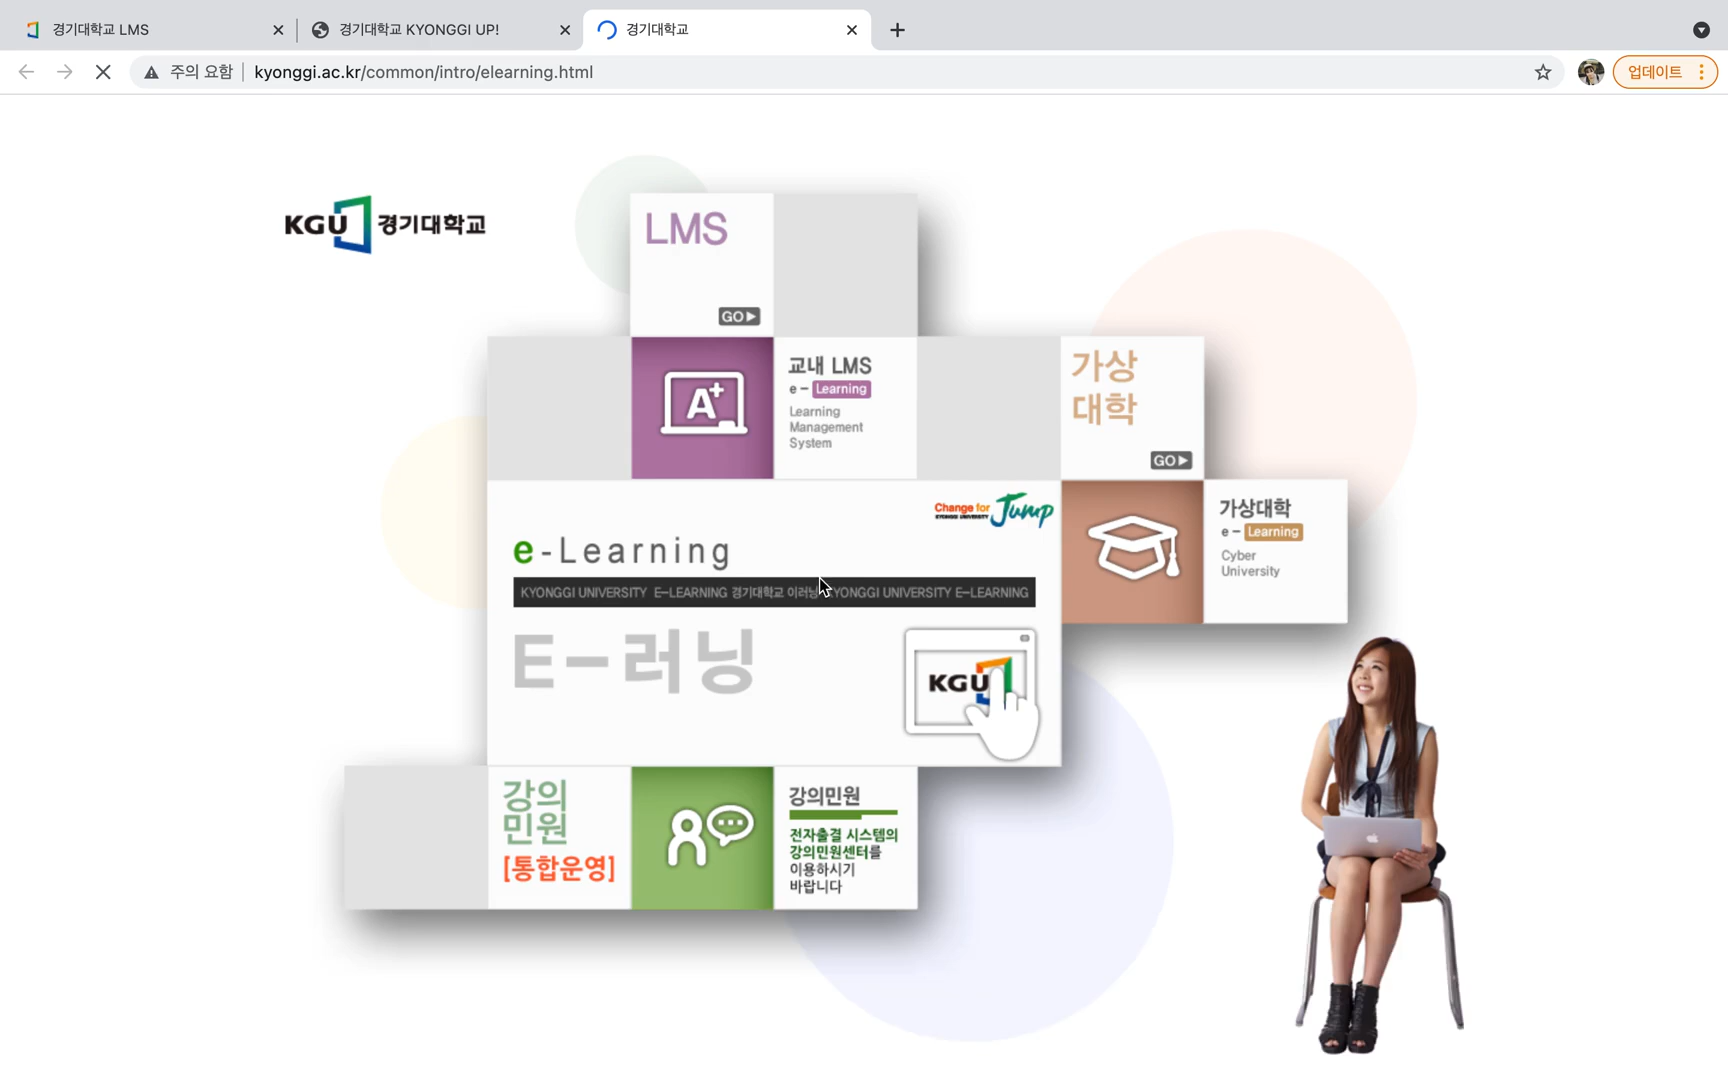 경기대학교 LMS
경기대학교 KYONGGI UP!
경기대학교
주의 요함
kyonggi.ac.kr/common/intro/elearning.html
업데이트
KGU 경기대학교
LMS
GO
A+
교내 LMS
e - Learning
Learning
Management
System
가상
대학
GO
Change for Jump
KYONGGI UNIVERSITY
가상대학
e - Learning
Cyber
University
e-Learning
KYONGGI UNIVERSITY E-LEARNING 경기대학교 이러닝 KYONGGI UNIVERSITY E-LEARNING
E-러닝
KGU
강의
민원
[통합운영]
강의민원
전자출결 시스템의
강의민원센터를
이용하시기
바랍니다